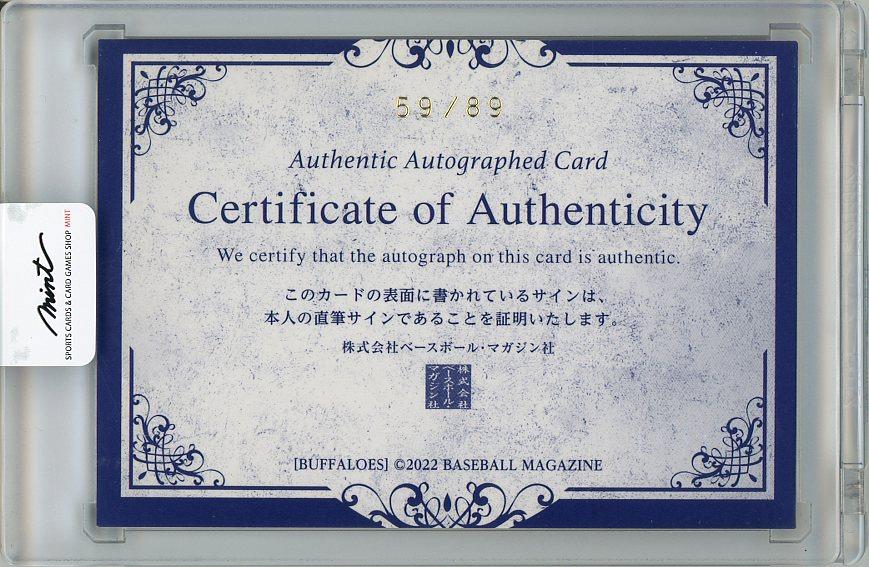 59/89
Authentic Autographed Card
Certificate of Authenticity
We certify that the autograph on this card is authentic.
このカードの表面に書かれているサインは、
本人の直筆サインであることを証明いたします。
株式会社ベースボール・マガジン社
株式会社
ベースボール・
マガジン社
[BUFFALOES] ©2022 BASEBALL MAGAZINE
mint
SPORTS CARDS & CARD GAMES SHOP MINT